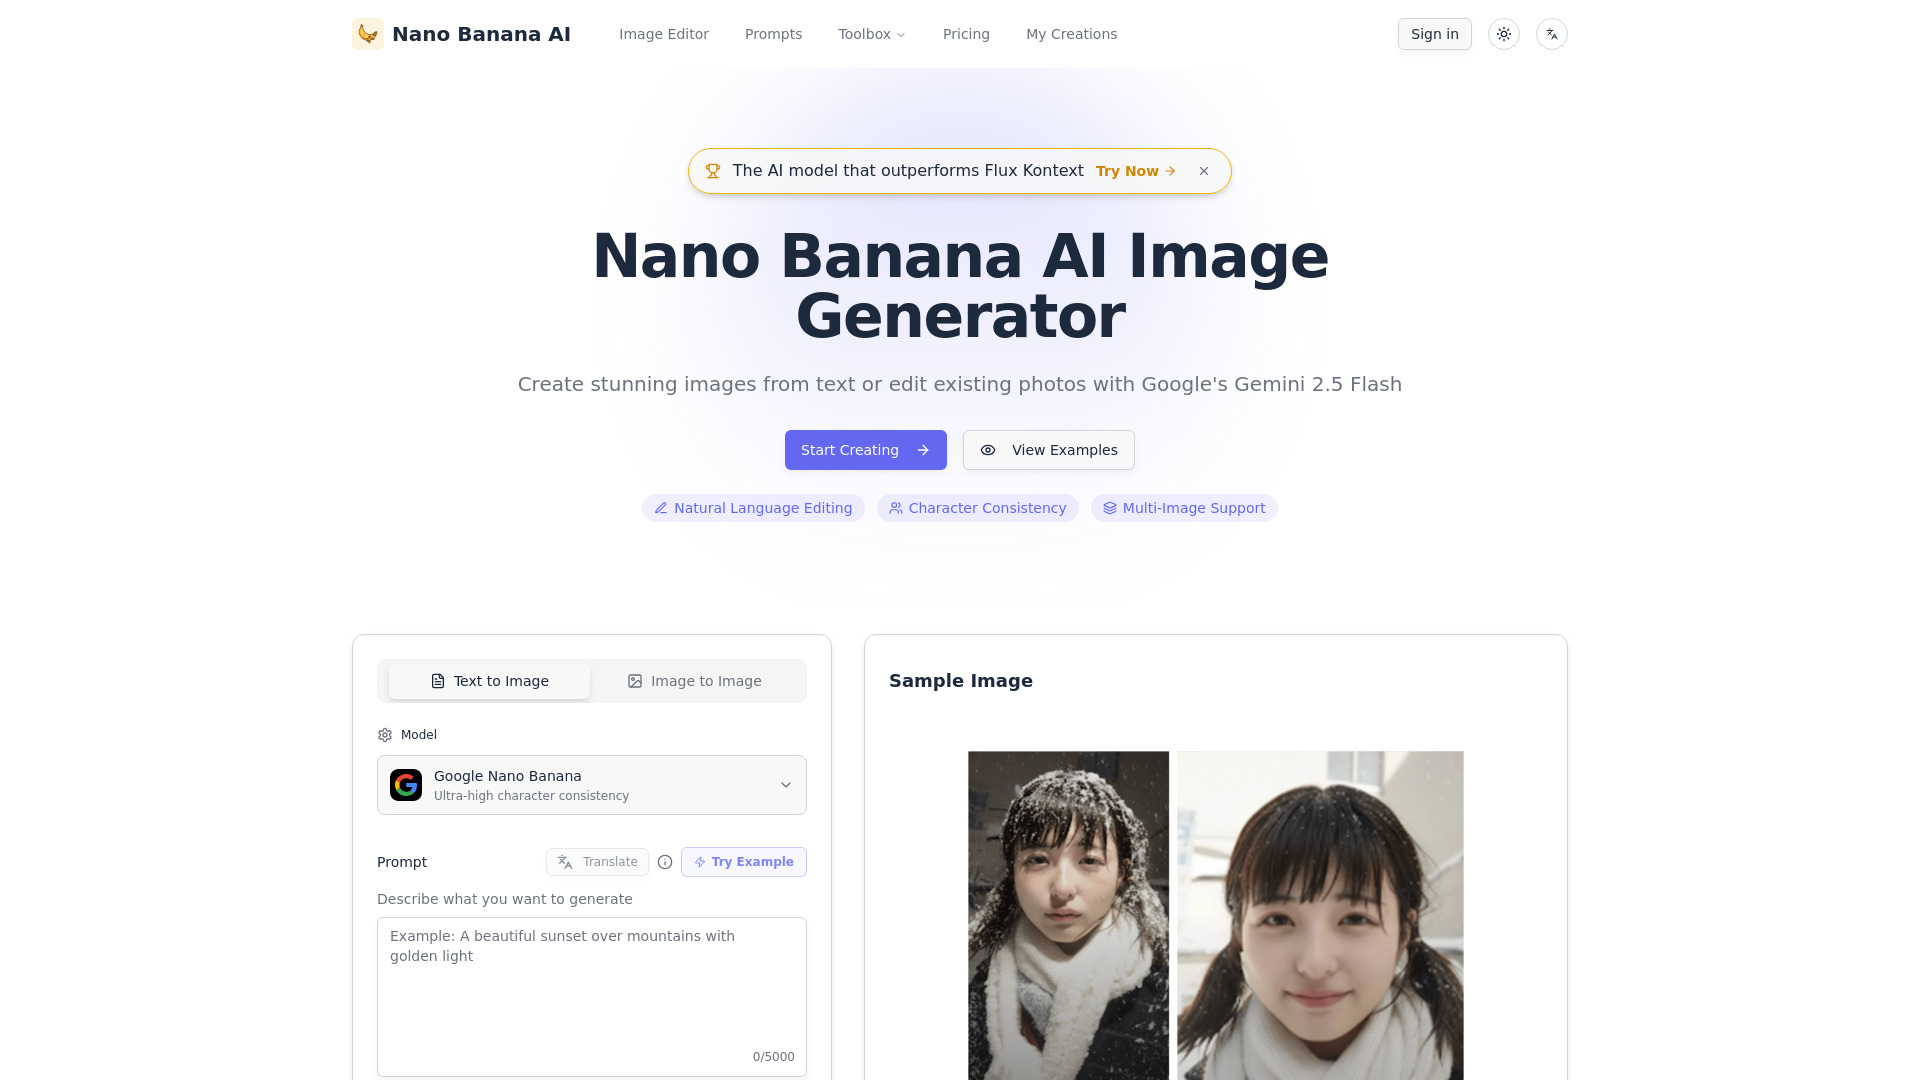 Nano Banana AI
Image Editor
Prompts
Toolbox
Pricing
My Creations
Sign in
The AI model that outperforms Flux Kontext
Try Now
Nano Banana AI Image
Generator
Create stunning images from text or edit existing photos with Google's Gemini 2.5 Flash
Start Creating
View Examples
Natural Language Editing
Character Consistency
Multi-Image Support
Text to Image
Image to Image
Model
Google Nano Banana
Ultra-high character consistency
Prompt
Translate
Try Example
Describe what you want to generate
Example: A beautiful sunset over mountains with
golden light
0/5000
Sample Image